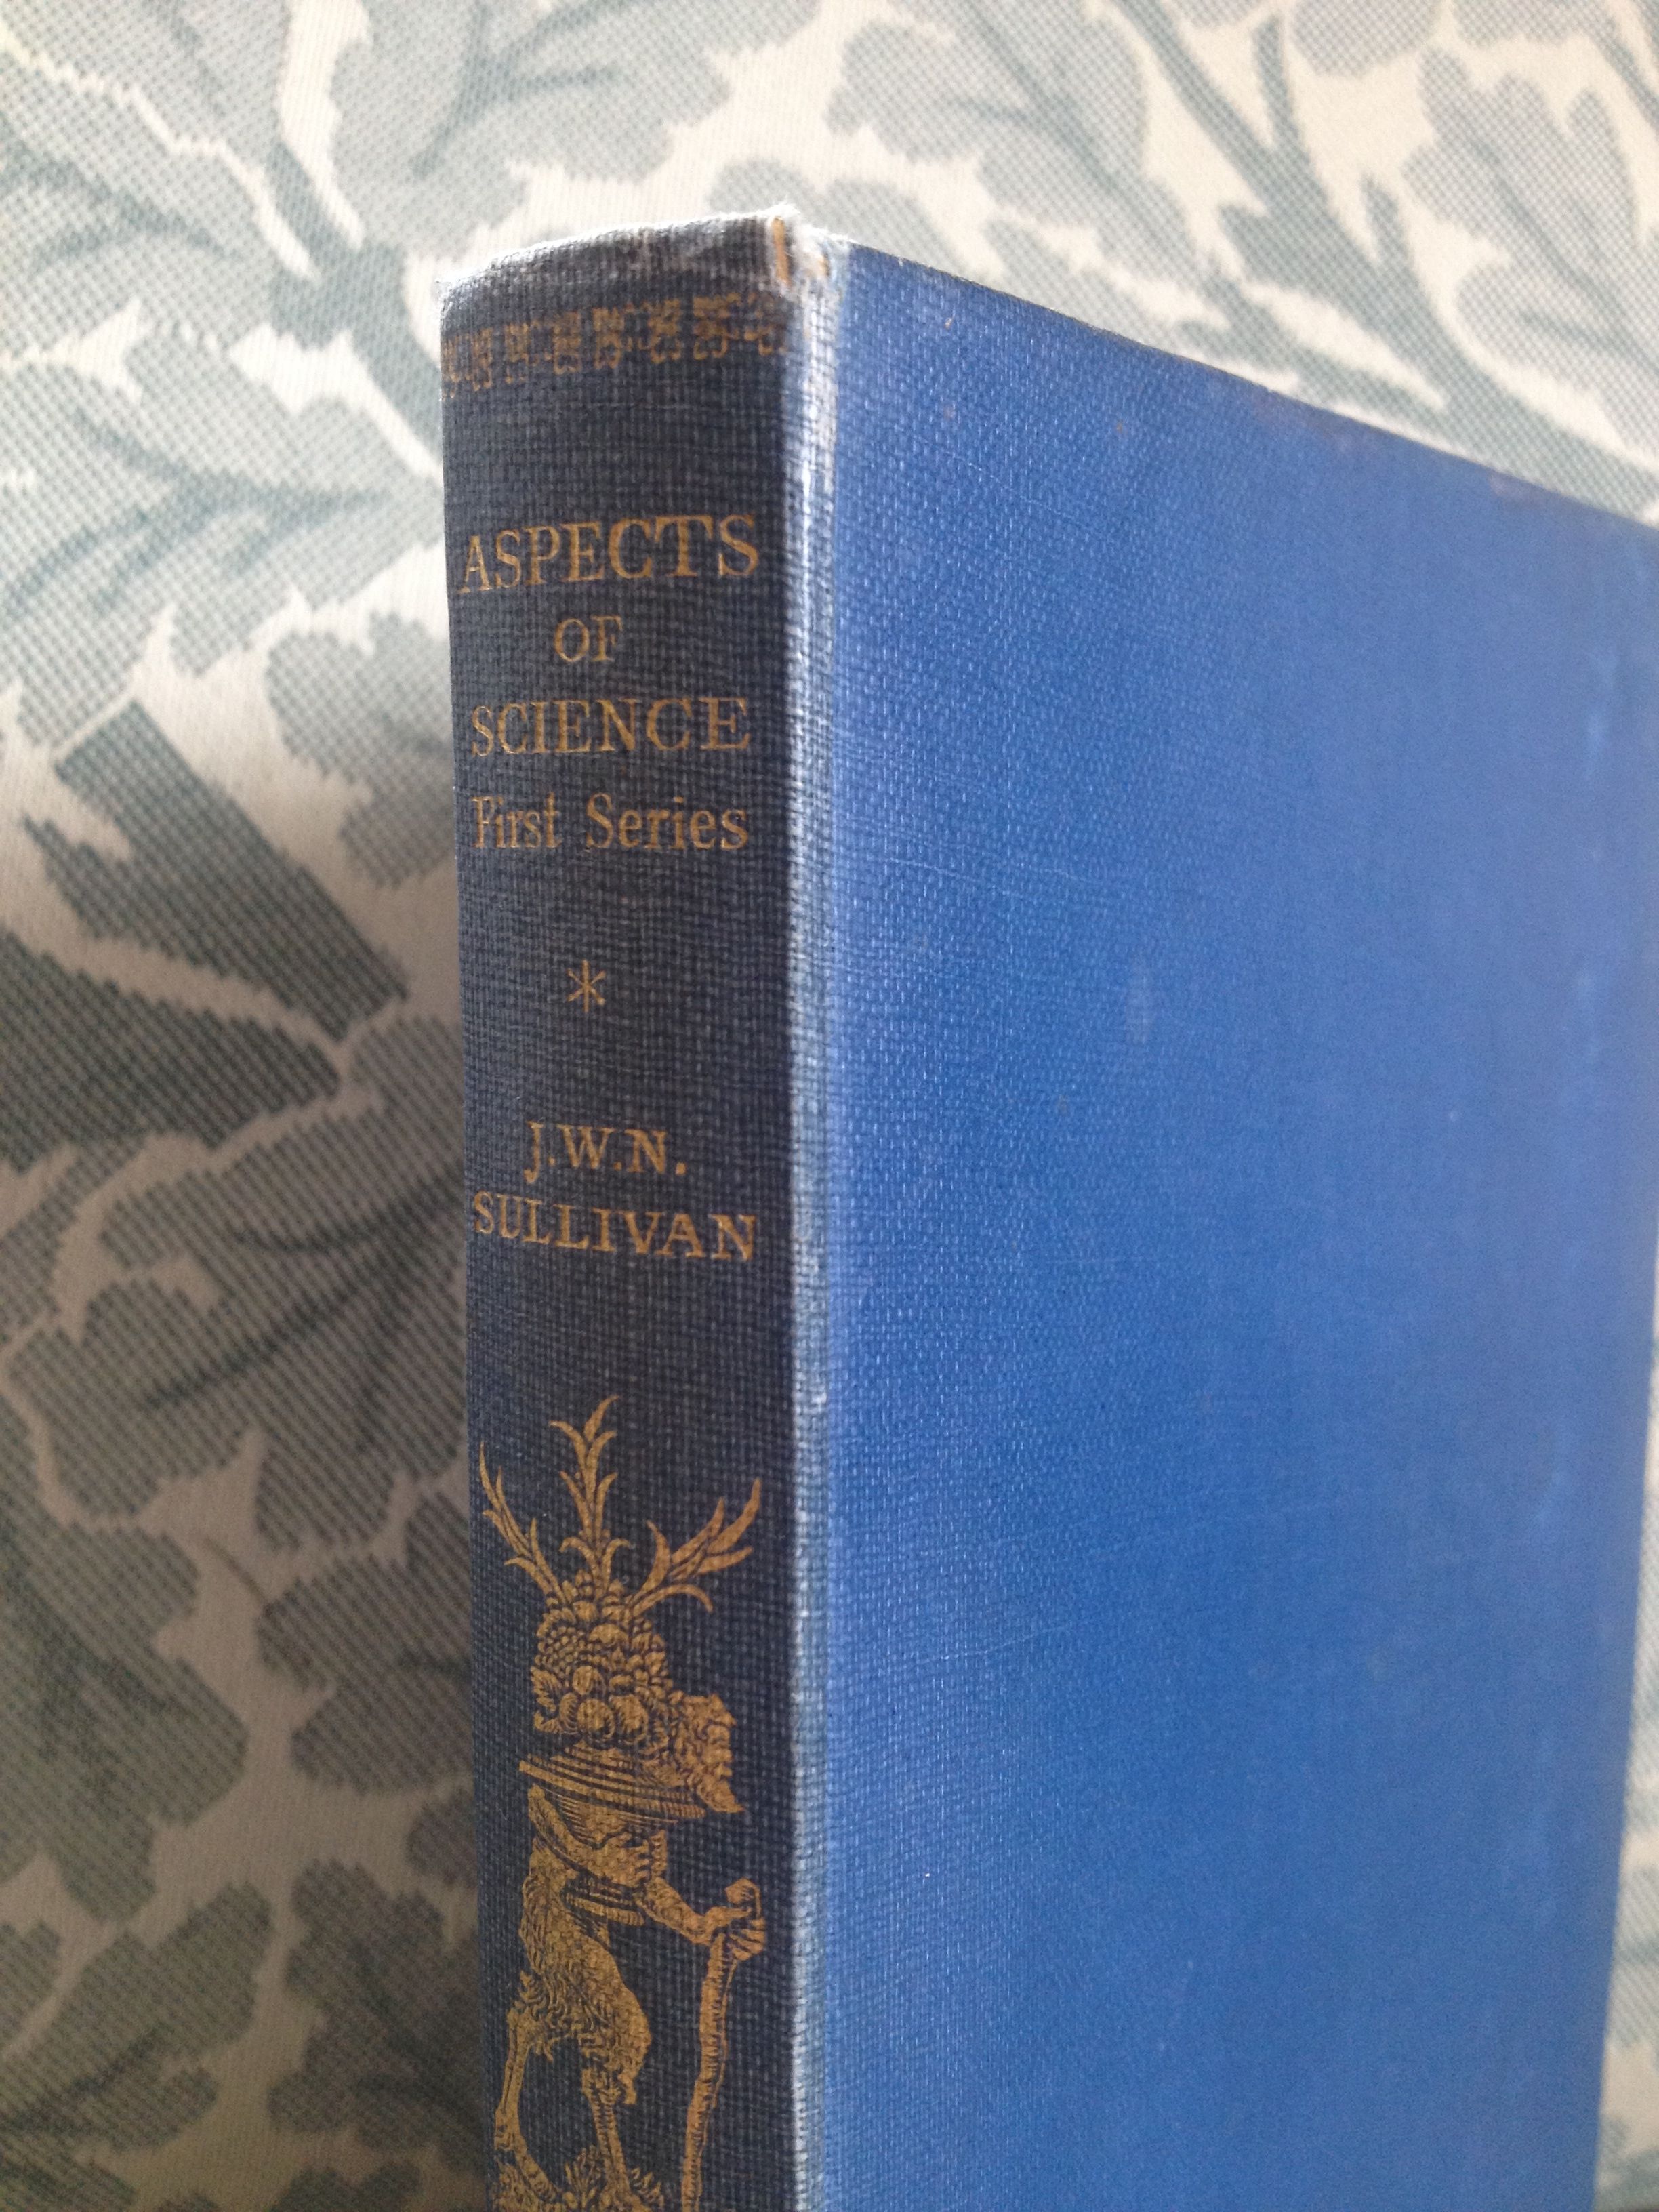 ASPECTS
OF
SCIENCE
First Series
*
J.W.N.
SULLIVAN